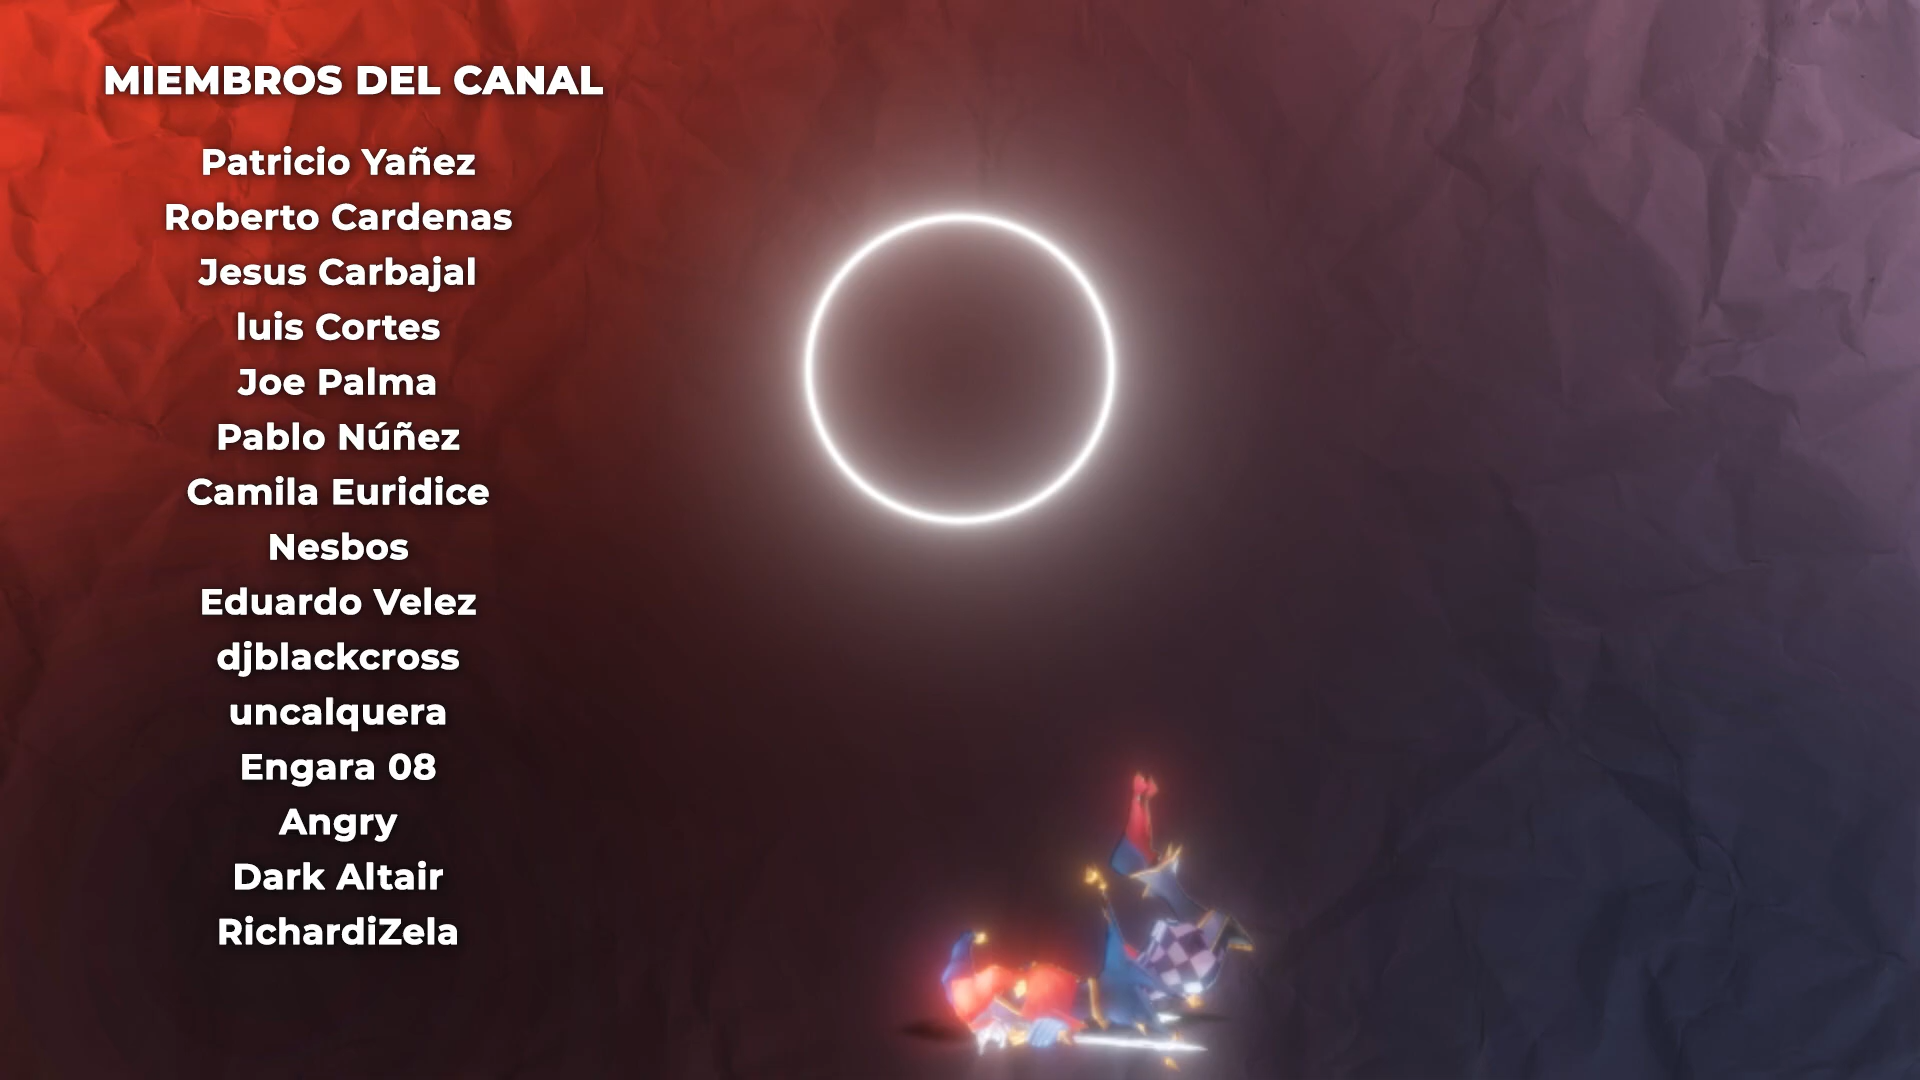 MIEMBROS DEL CANAL
Patricio Yañez
Roberto Cardenas
Jesus Carbajal
luis Cortes
Joe Palma
Pablo Núñez
Camila Euridice
Nesbos
Eduardo Velez
djblackcross
uncalquera
Engara 08
Angry
Dark Altair
RichardiZela